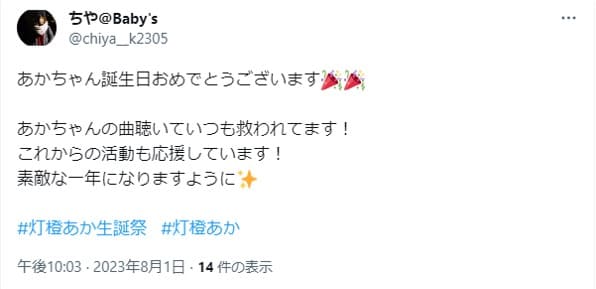 ちや@Baby's
@chiya__k2305
あかちゃん誕生日おめでとうございます🎉🎉
あかちゃんの曲聴いていつも救われてます！
これからの活動も応援しています！
素敵な一年になりますように✨
#灯橙あか生誕祭 #灯橙あか
午後10:03 · 2023年8月1日 · 14 件の表示